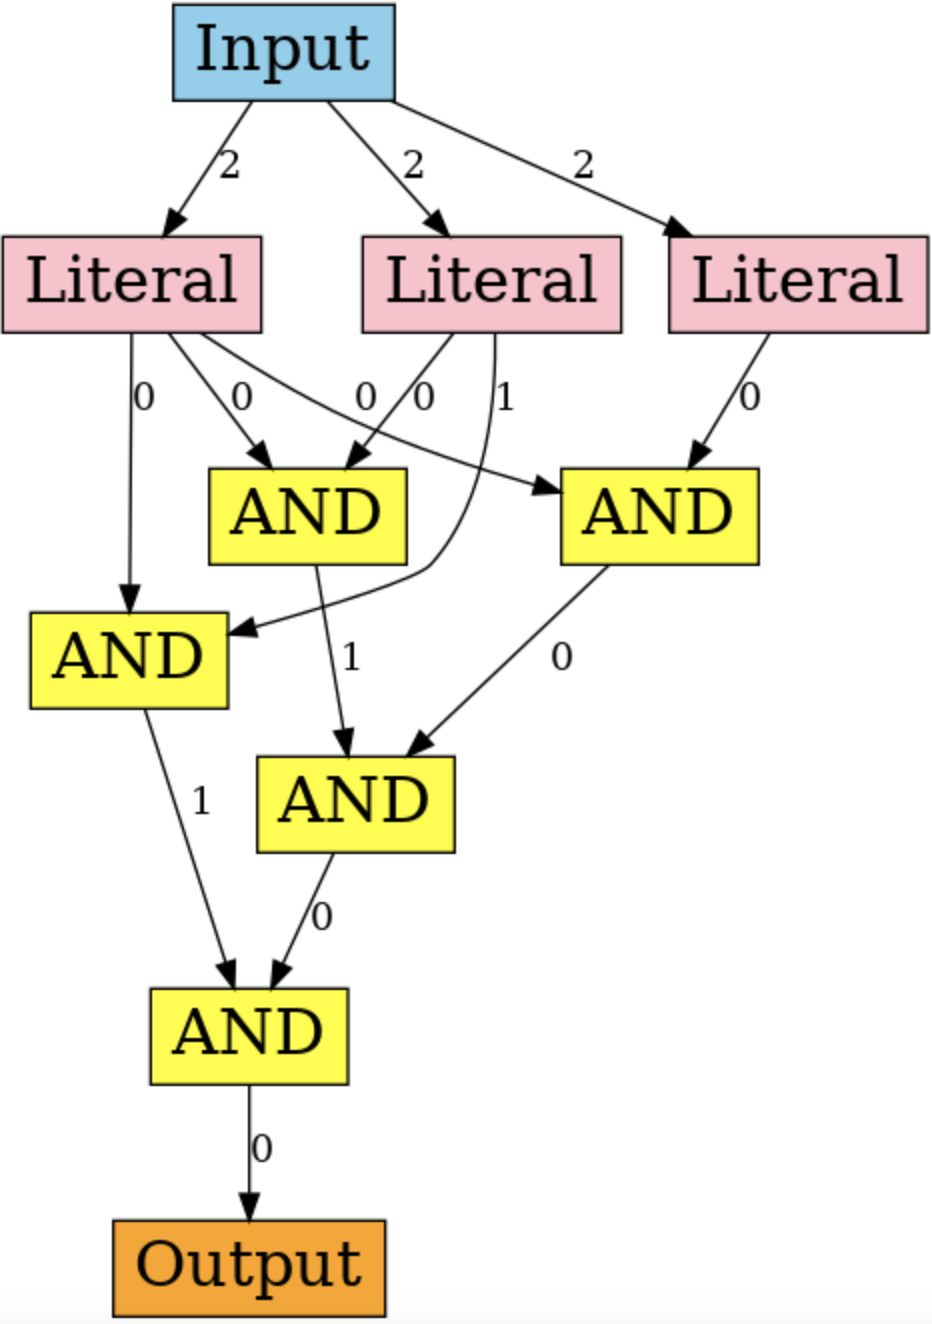 Input
2 2 2
Literal Literal Literal
0 0 0 0 1 0
AND AND
AND
1 0
AND
1
0
AND
0
Output